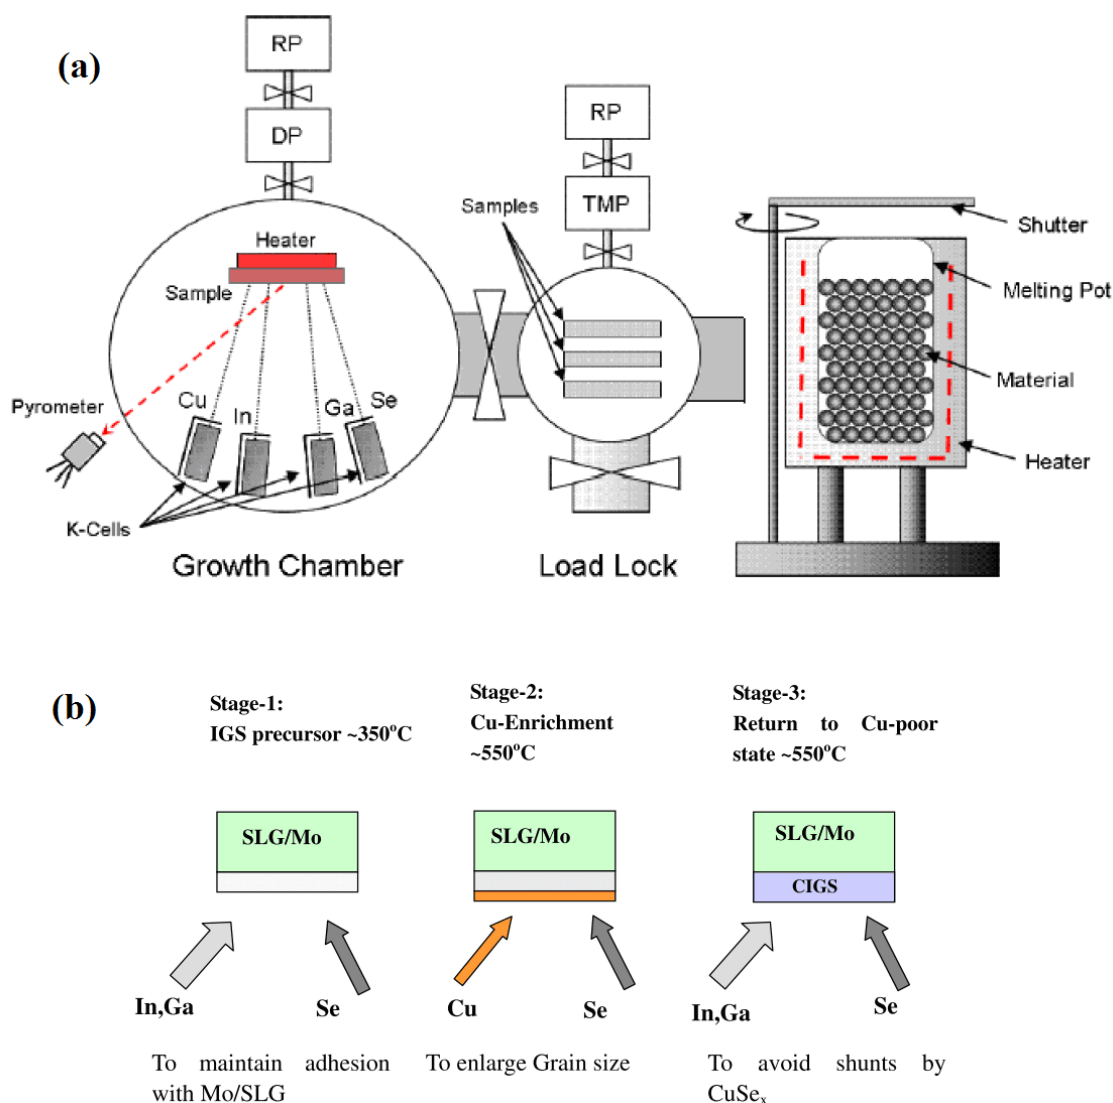 (a)
RP
DP
Heater
Sample
Pyrometer
Cu
In
Ga
Se
K-Cells
Growth Chamber
RP
TMP
Samples
Load Lock
Shutter
Melting Pot
Material
Heater
(b)
Stage-1:
IGS precursor ~350°C
SLG/Mo
In,Ga
Se
To maintain adhesion
with Mo/SLG
Stage-2:
Cu-Enrichment
~550°C
SLG/Mo
Cu
Se
To enlarge Grain size
Stage-3:
Return to Cu-poor
state ~550°C
SLG/Mo
CIGS
In,Ga
Se
To avoid shunts by
CuSeₓ